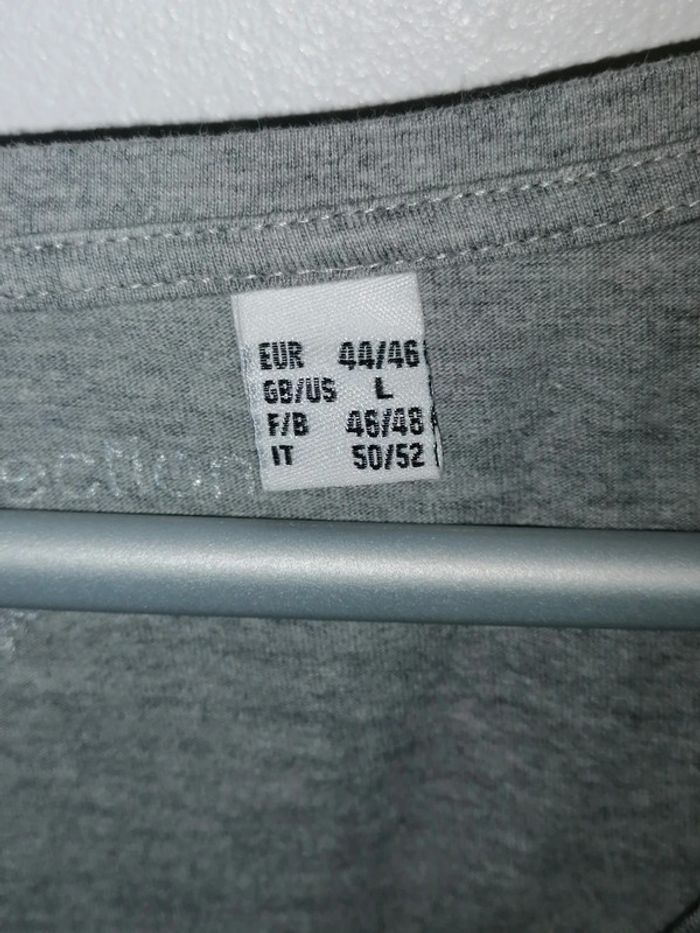 EUR 44/46
GB/US L
F/B 46/48
IT 50/52